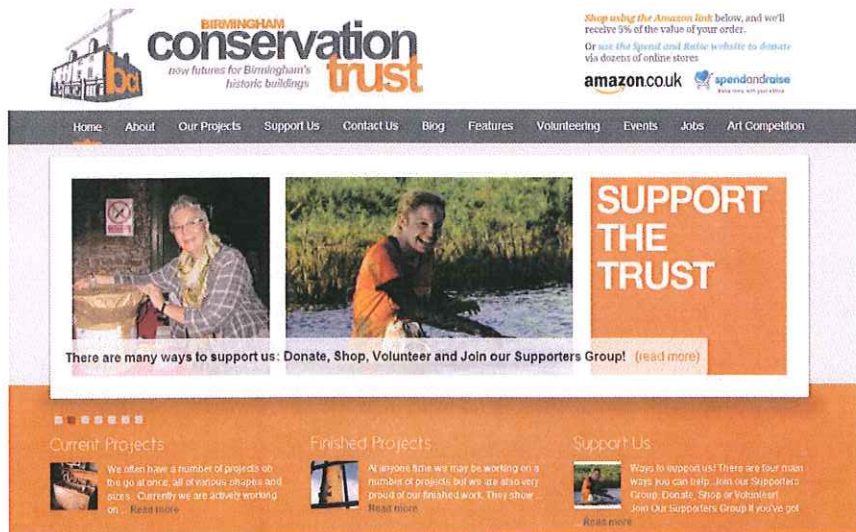 BIRMINGHAM
conservation
trust
new futures for Birmingham's
historic buildings
bct
Shop using the Amazon link below, and we'll
receive 5% of the value of your order.
Or use the Spend and Raise website to donate
via dozens of online stores
amazon.co.uk
spendandraise
Home About Our Projects Support Us Contact Us Blog Features Volunteering Events Jobs Art Competition
SUPPORT
THE
TRUST
There are many ways to support us: Donate, Shop, Volunteer and Join our Supporters Group! (read more)
Current Projects
We often have a number of projects on
the go at once, all of various shapes and
sizes. Currently we are actively working
on ... Read more
Finished Projects
At anyone time we may be working on a
number of projects but we are also very
proud of our finished work. They show ...
Read more
Support Us
Ways to support us! There are four main
ways you can help. Join our Supporters
Group, Donate, Shop or Volunteer!
Join Our Supporters Group If you've got
... Read more